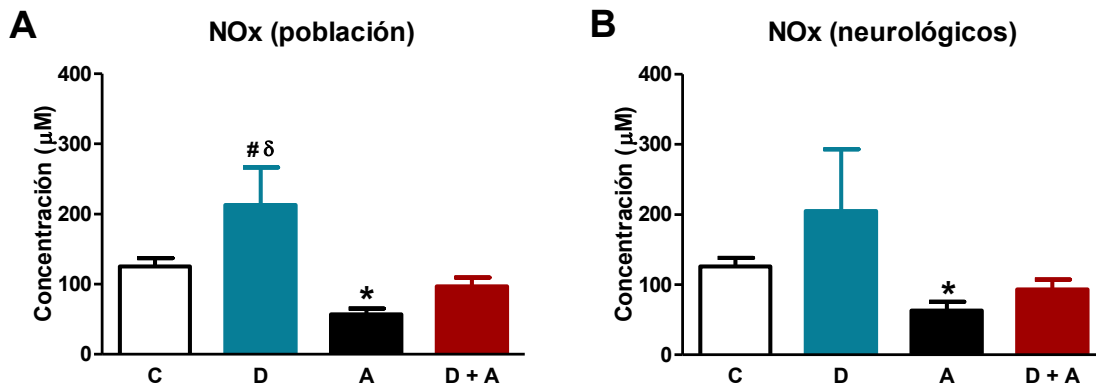 A
NOx (población)
Concentración (µM)
400
300
200
100
0
# δ
*
C D A D + A
B
NOx (neurológicos)
Concentración (µM)
400
300
200
100
0
*
C D A D + A